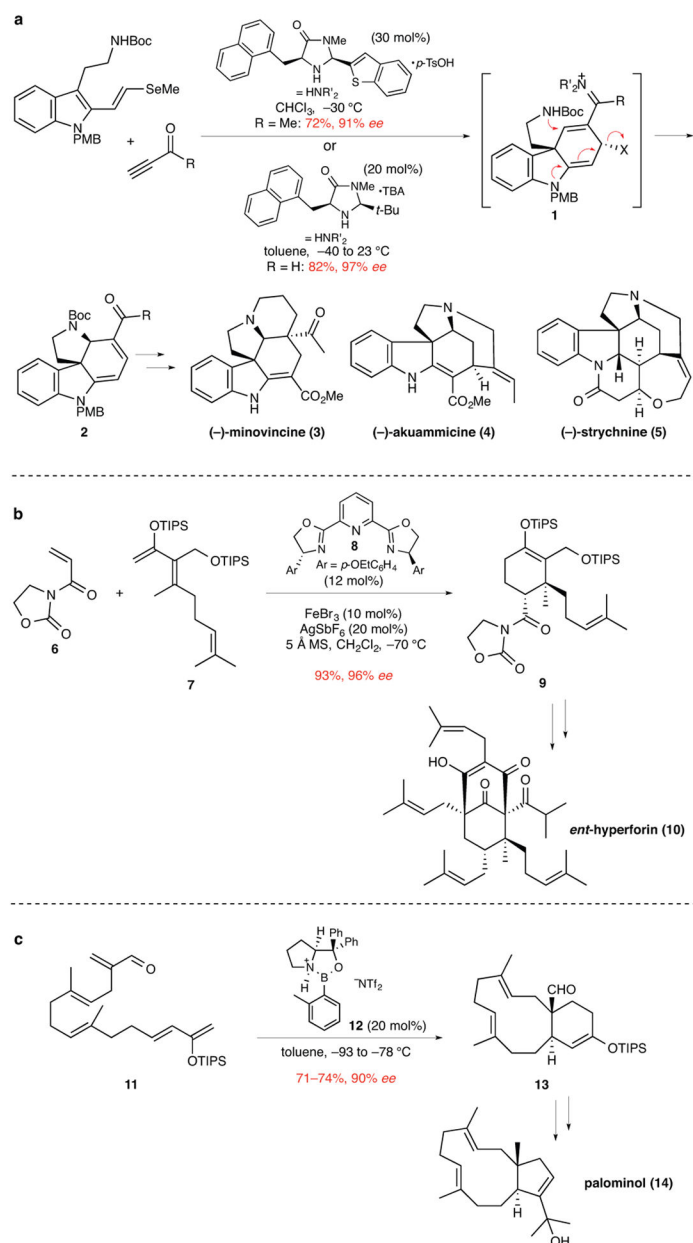 a
NHBoc
SeMe
N
PMB
+
O
R
O
NMe
(30 mol%)
N
H
S
•p-TsOH
= HNR'2
CHCl3, –30 °C
R = Me: 72%, 91% ee
or
O
NMe
(20 mol%)
•TBA
N
H
t-Bu
= HNR'2
toluene, –40 to 23 °C
R = H: 82%, 97% ee
+
R'2N
NHBoc
R
X
N
PMB
1
Boc
N
O
R
N
PMB
2
N
O
N
H
CO2Me
(–)-minovincine (3)
N
H
N
H
CO2Me
(–)-akuammicine (4)
N
H
N
H
H
O
H
O
(–)-strychnine (5)
b
O
N
O
O
6
+
OTIPS
OTIPS
Me
7
O
N
O
N
N
8
Ar
Ar = p-OEtC6H4
Ar
(12 mol%)
FeBr3 (10 mol%)
AgSbF6 (20 mol%)
5 Å MS, CH2Cl2, –70 °C
93%, 96% ee
OTiPS
OTIPS
Me
O
N
O
O
9
HO
O
O
O
Me
ent-hyperforin (10)
c
O
OTIPS
11
H
Ph
Ph
+
N
O
H
B
–NTf2
12 (20 mol%)
toluene, –93 to –78 °C
71–74%, 90% ee
CHO
H
OTIPS
13
H
OH
palominol (14)